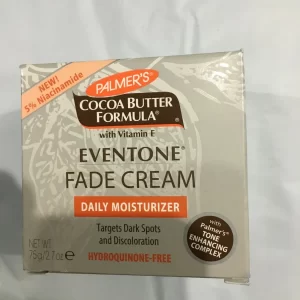 NEW!
5% Niacinamide
PALMER'S®
COCOA BUTTER
FORMULA®
with Vitamin E
EVENTONE®
FADE CREAM
DAILY MOISTURIZER
Targets Dark Spots
and Discoloration
HYDROQUINONE-FREE
NET WT.
75g/2.7 oz e
with
Palmer's®
TONE
ENHANCING
COMPLEX